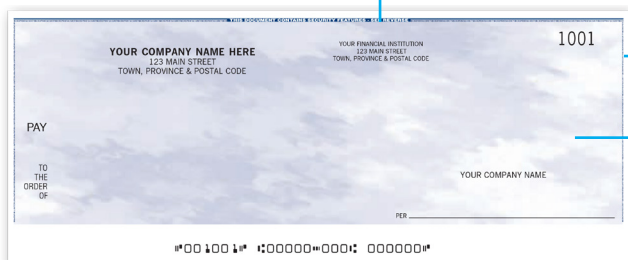 THIS DOCUMENT CONTAINS SECURITY FEATURES - SEE REVERSE
YOUR COMPANY NAME HERE
123 MAIN STREET
TOWN, PROVINCE & POSTAL CODE
YOUR FINANCIAL INSTITUTION
123 MAIN STREET
TOWN, PROVINCE & POSTAL CODE
1001
PAY
TO
THE
ORDER
OF
YOUR COMPANY NAME
PER
⑈001001⑈ ⑆00000⑉000⑆ 000000⑈